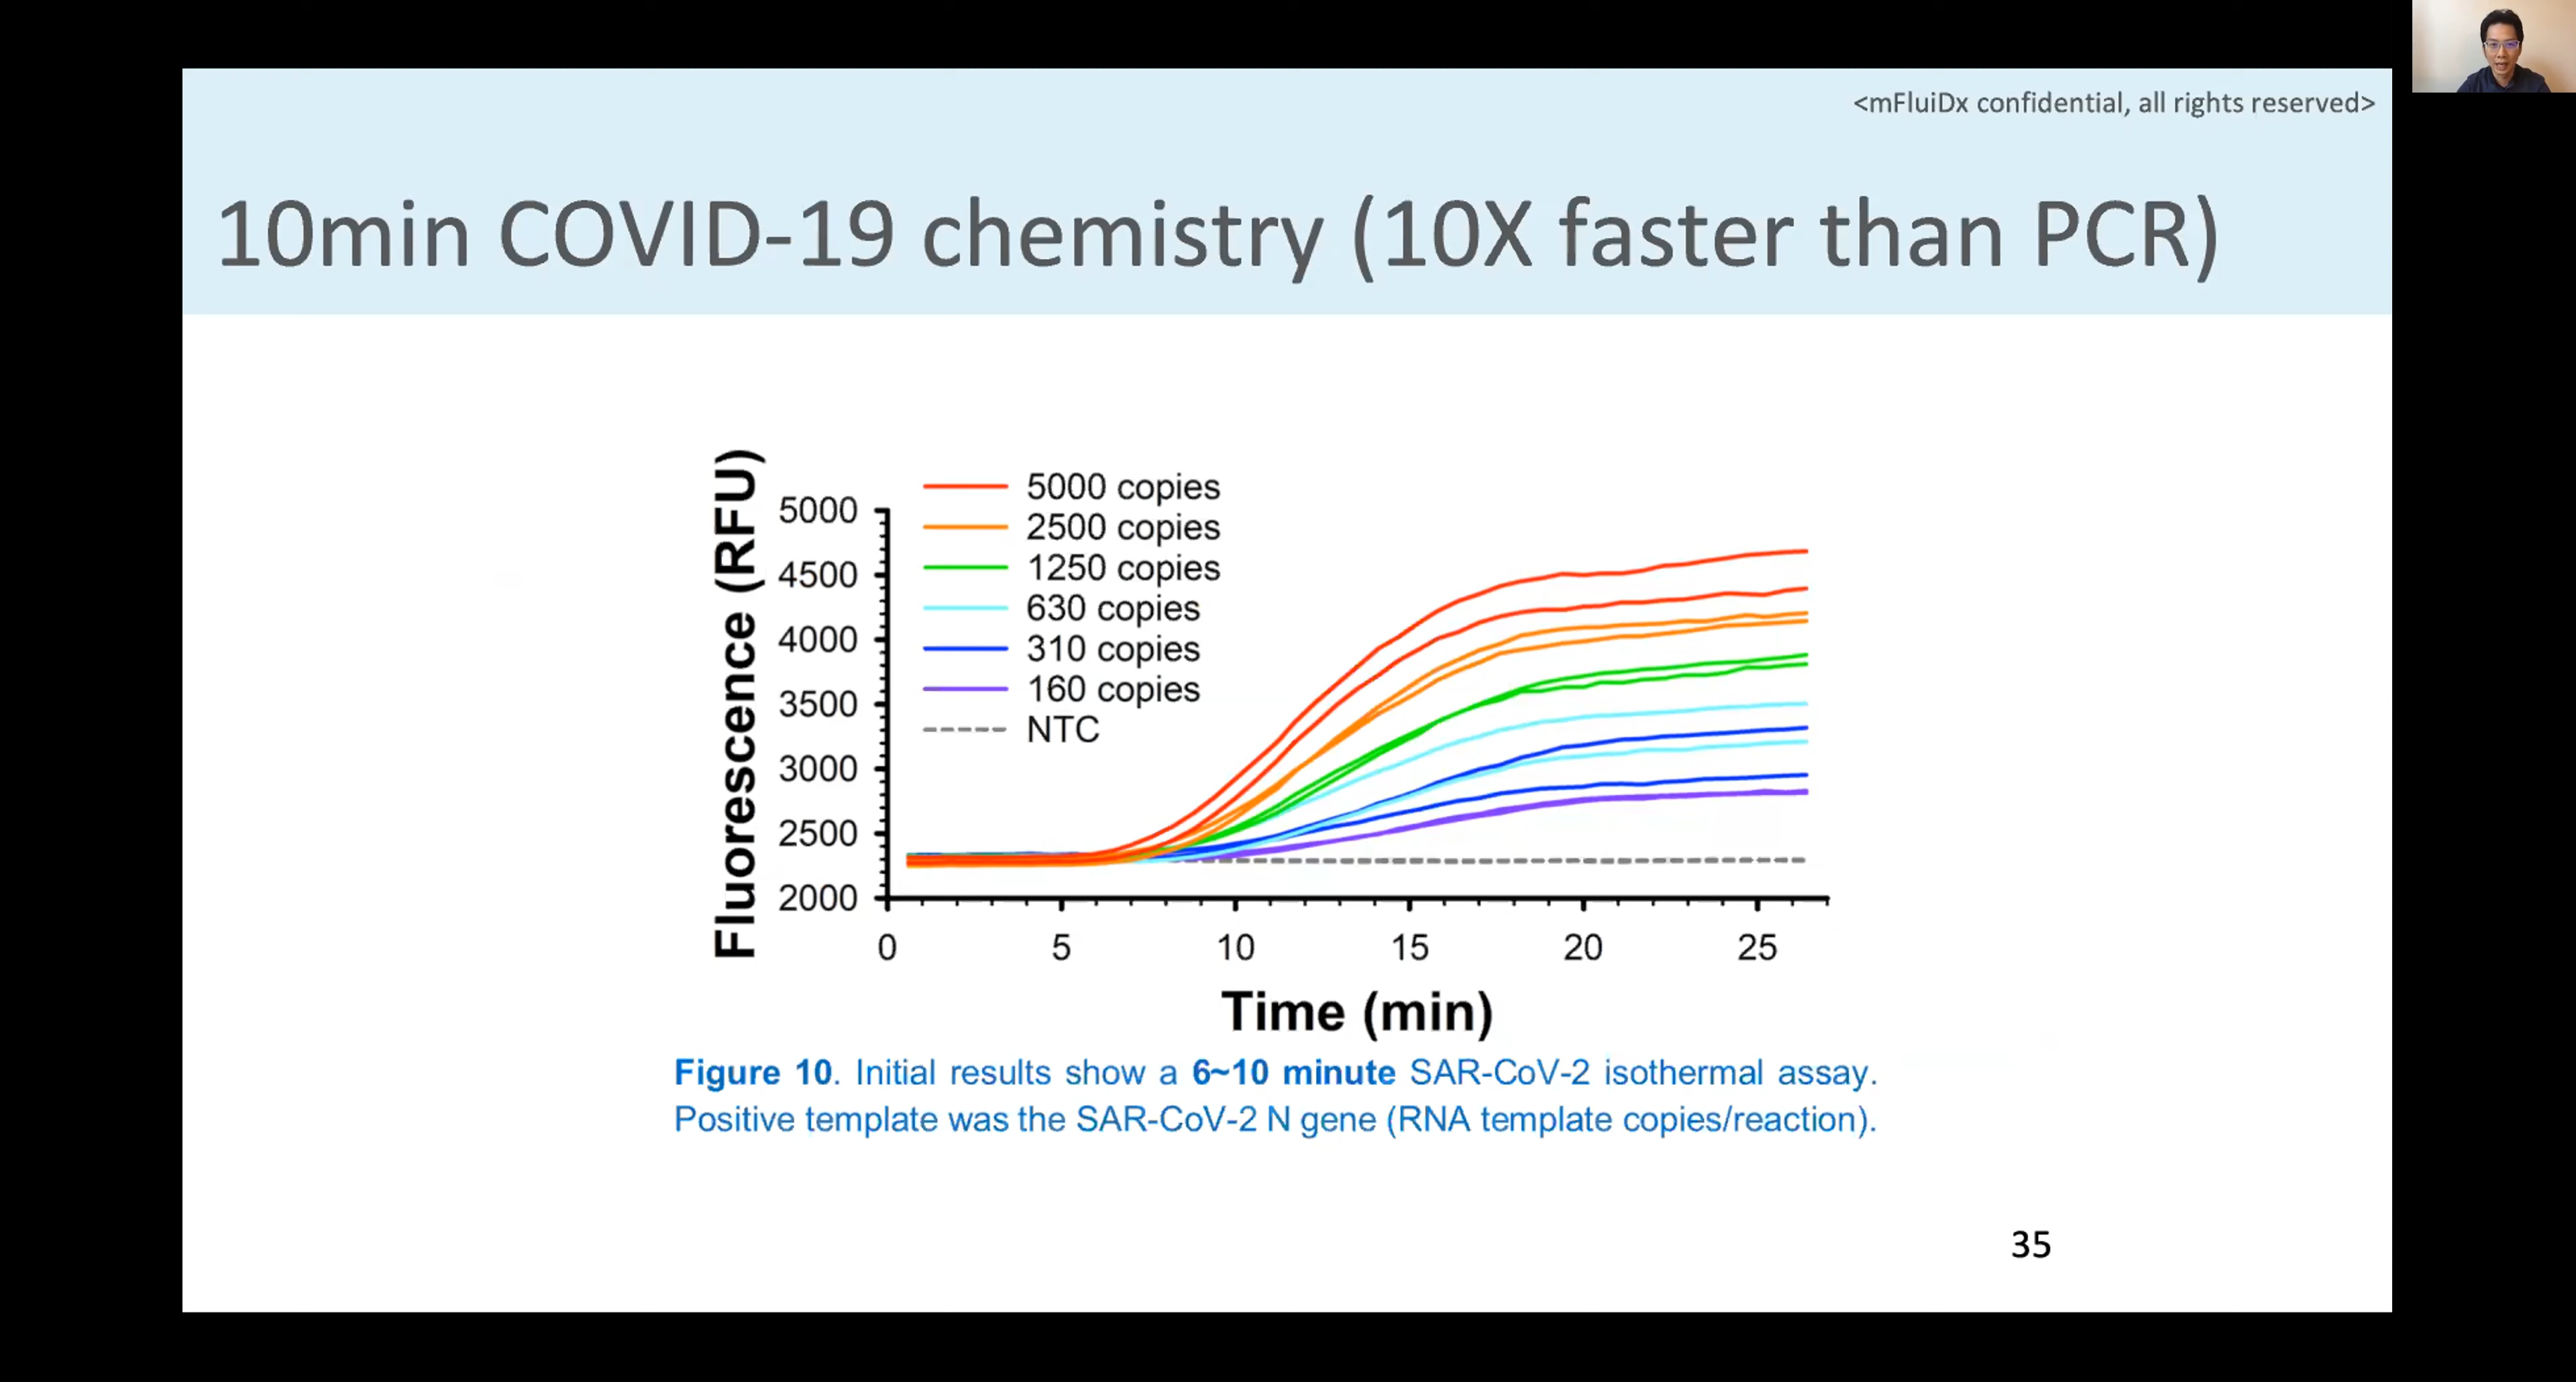 <mFluiDx confidential, all rights reserved>
10min COVID-19 chemistry (10X faster than PCR)
Fluorescence (RFU)
5000
4500
4000
3500
3000
2500
2000
5000 copies
2500 copies
1250 copies
630 copies
310 copies
160 copies
NTC
0 5 10 15 20 25
Time (min)
Figure 10. Initial results show a 6~10 minute SAR-CoV-2 isothermal assay.
Positive template was the SAR-CoV-2 N gene (RNA template copies/reaction).
35